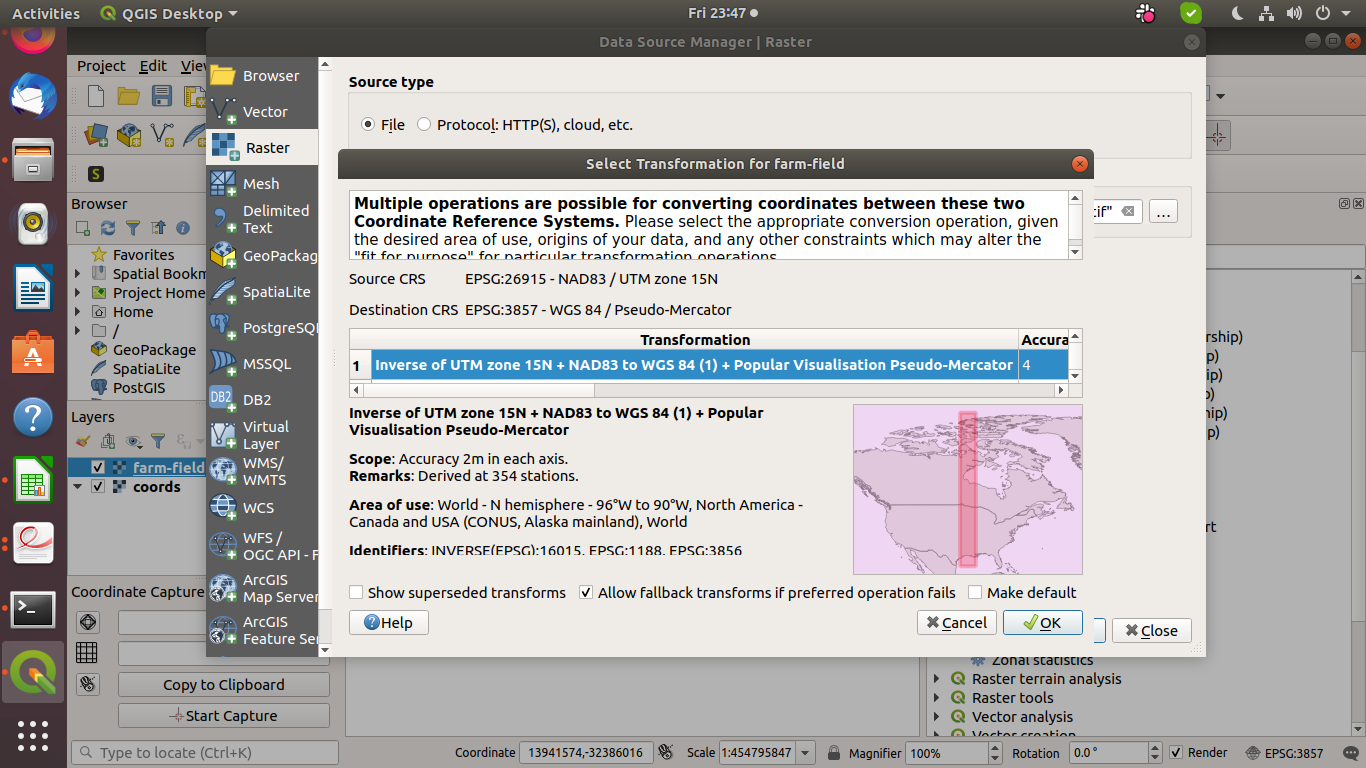 Activities
QGIS Desktop
Fri 23:47
Data Source Manager | Raster
Project Edit
Browser
Vector
Raster
Mesh
Delimited
Text
SpatiaLite
MSSQL
DB2
Virtual
Layer
WMS/
WMTS
WCS
WFS /
OGC API - F
ArcGIS
Map Server
ArcGIS
Feature Ser
Source type
File
Protocol: HTTP(S), cloud, etc.
tif"
...
Select Transformation for farm-field
Multiple operations are possible for converting coordinates between these two
Coordinate Reference Systems. Please select the appropriate conversion operation, given
the desired area of use, origins of your data, and any other constraints which may alter the
"fit for purpose" for particular transformation operations.
Source CRS EPSG:26915 - NAD83 / UTM zone 15N
Destination CRS EPSG:3857 - WGS 84 / Pseudo-Mercator
Transformation Accura
1 Inverse of UTM zone 15N + NAD83 to WGS 84 (1) + Popular Visualisation Pseudo-Mercator 4
Inverse of UTM zone 15N + NAD83 to WGS 84 (1) + Popular
Visualisation Pseudo-Mercator
Scope: Accuracy 2m in each axis.
Remarks: Derived at 354 stations.
Area of use: World - N hemisphere - 96°W to 90°W, North America -
Canada and USA (CONUS, Alaska mainland), World
Identifiers: INVERSE(EPSG):16015, EPSG:1188, EPSG:3856
Show superseded transforms
Allow fallback transforms if preferred operation fails
Make default
Help
Cancel
OK
Close
S
Browser
Favorites
Spatial Bookm
Project Home
Home
/
GeoPackage
SpatiaLite
PostGIS
Layers
farm-field
coords
Coordinate Capture
Copy to Clipboard
Start Capture
Zonal statistics
Raster terrain analysis
Raster tools
Vector analysis
Vector creation
Type to locate (Ctrl+K)
Coordinate 13941574,-32386016
Scale 1:454795847
Magnifier 100%
Rotation 0.0 °
Render
EPSG:3857